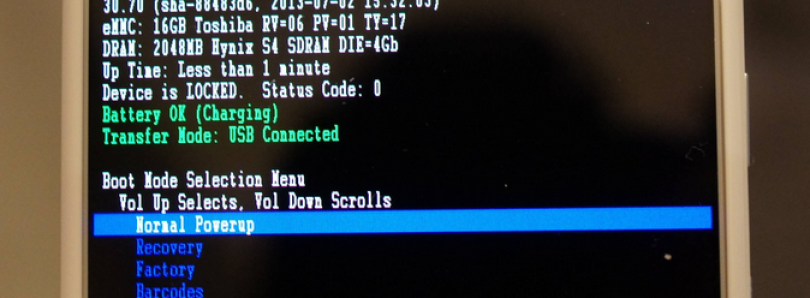 30.70 (sha-88483d6, 2013-07-02 15:32:03)
eMMC: 16GB Toshiba RV=06 PV=01 TY=17
DRAM: 2048MB Hynix S4 SDRAM DIE=4Gb
Up Time: Less than 1 minute
Device is LOCKED. Status Code: 0
Battery OK (Charging)
Transfer Mode: USB Connected
Boot Mode Selection Menu
Vol Up Selects, Vol Down Scrolls
Normal Powerup
Recovery
Factory
Barcodes